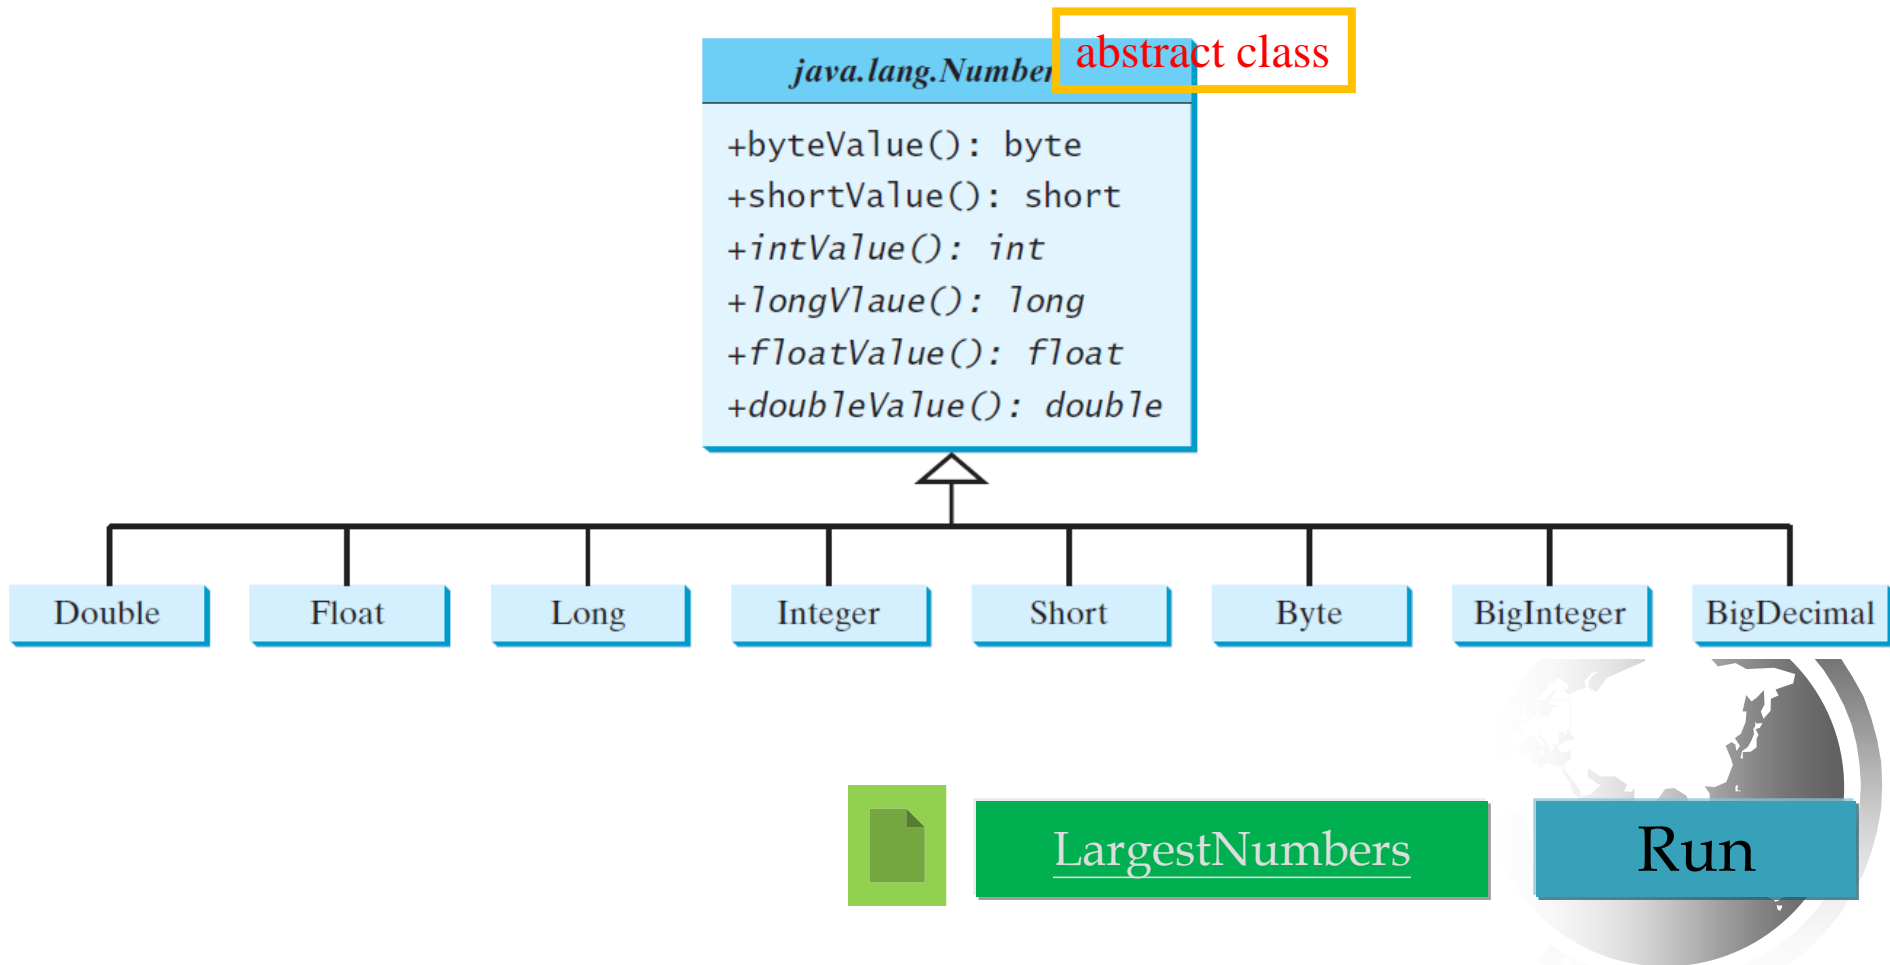 abstract class
java.lang.Number
+byteValue(): byte
+shortValue(): short
+intValue(): int
+longVlaue(): long
+floatValue(): float
+doubleValue(): double
Double Float Long Integer Short Byte BigInteger BigDecimal
LargestNumbers Run